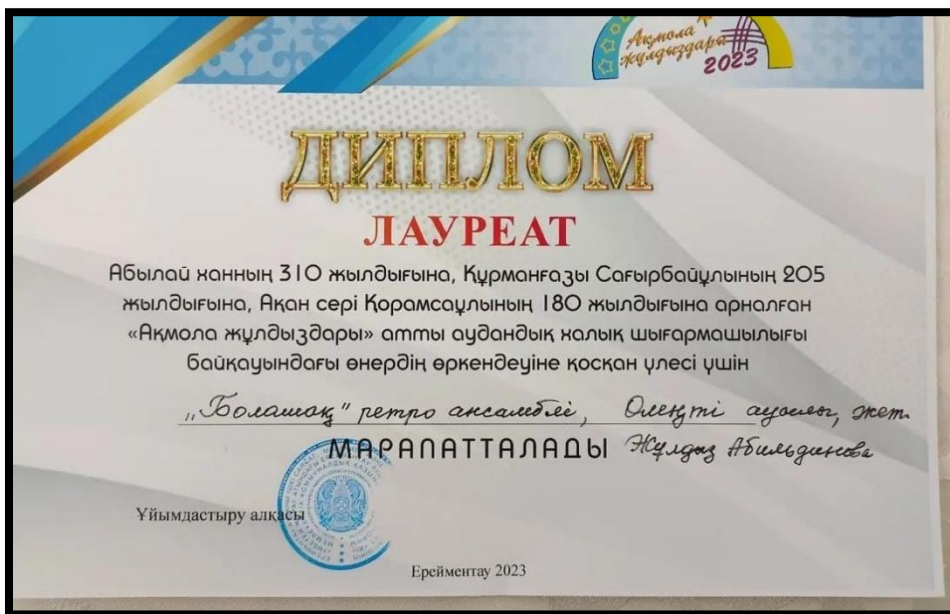 Ақмола
жұлдыздары
2023
ДИПЛОМ
ЛАУРЕАТ
Абылай ханның 310 жылдығына, Құрманғазы Сағырбайұлының 205
жылдығына, Ақан сері Қорамсаұлының 180 жылдығына арналған
«Ақмола жұлдыздары» атты аудандық халық шығармашылығы
байқауындағы өнердің өркендеуіне қосқан үлесі үшін
„Болашақ" ретро ансамблі, Өлеңті ауылы, жет.
МАРАПАТТАЛАДЫ Жұлдыз Абильдинова
Ұйымдастыру алқасы
Ерейментау 2023